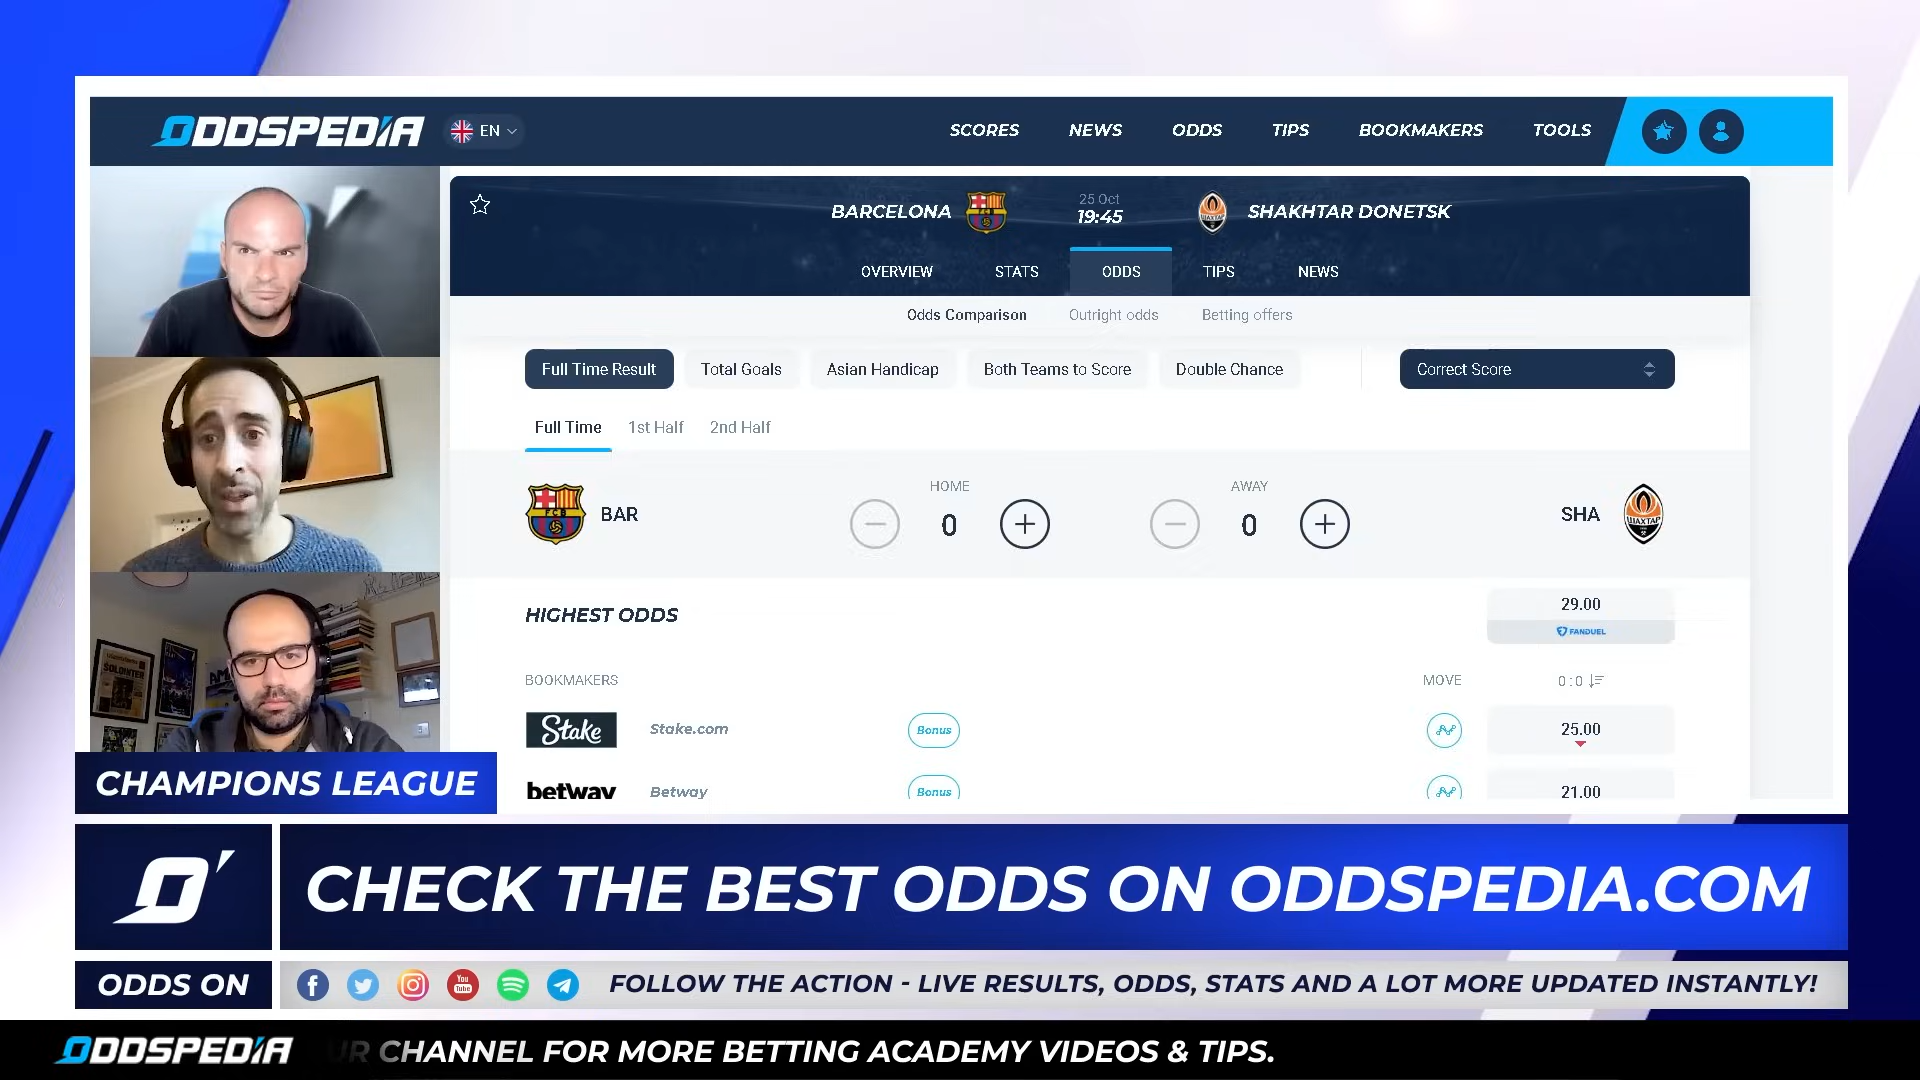 ODDSPEDIA
EN
SCORES
NEWS
ODDS
TIPS
BOOKMAKERS
TOOLS
BARCELONA
25 Oct
19:45
SHAKHTAR DONETSK
OVERVIEW
STATS
ODDS
TIPS
NEWS
Odds Comparison
Outright odds
Betting offers
Full Time Result
Total Goals
Asian Handicap
Both Teams to Score
Double Chance
Correct Score
Full Time
1st Half
2nd Half
FCB
BAR
HOME
0
AWAY
0
SHA
ШАХТАР
HIGHEST ODDS
29.00
FANDUEL
BOOKMAKERS
MOVE
0 : 0
Stake
Stake.com
Bonus
25.00
betway
Betway
Bonus
21.00
CHAMPIONS LEAGUE
CHECK THE BEST ODDS ON ODDSPEDIA.COM
ODDS ON
You Tube
FOLLOW THE ACTION - LIVE RESULTS, ODDS, STATS AND A LOT MORE UPDATED INSTANTLY!
ODDSPEDIA
UR CHANNEL FOR MORE BETTING ACADEMY VIDEOS & TIPS.